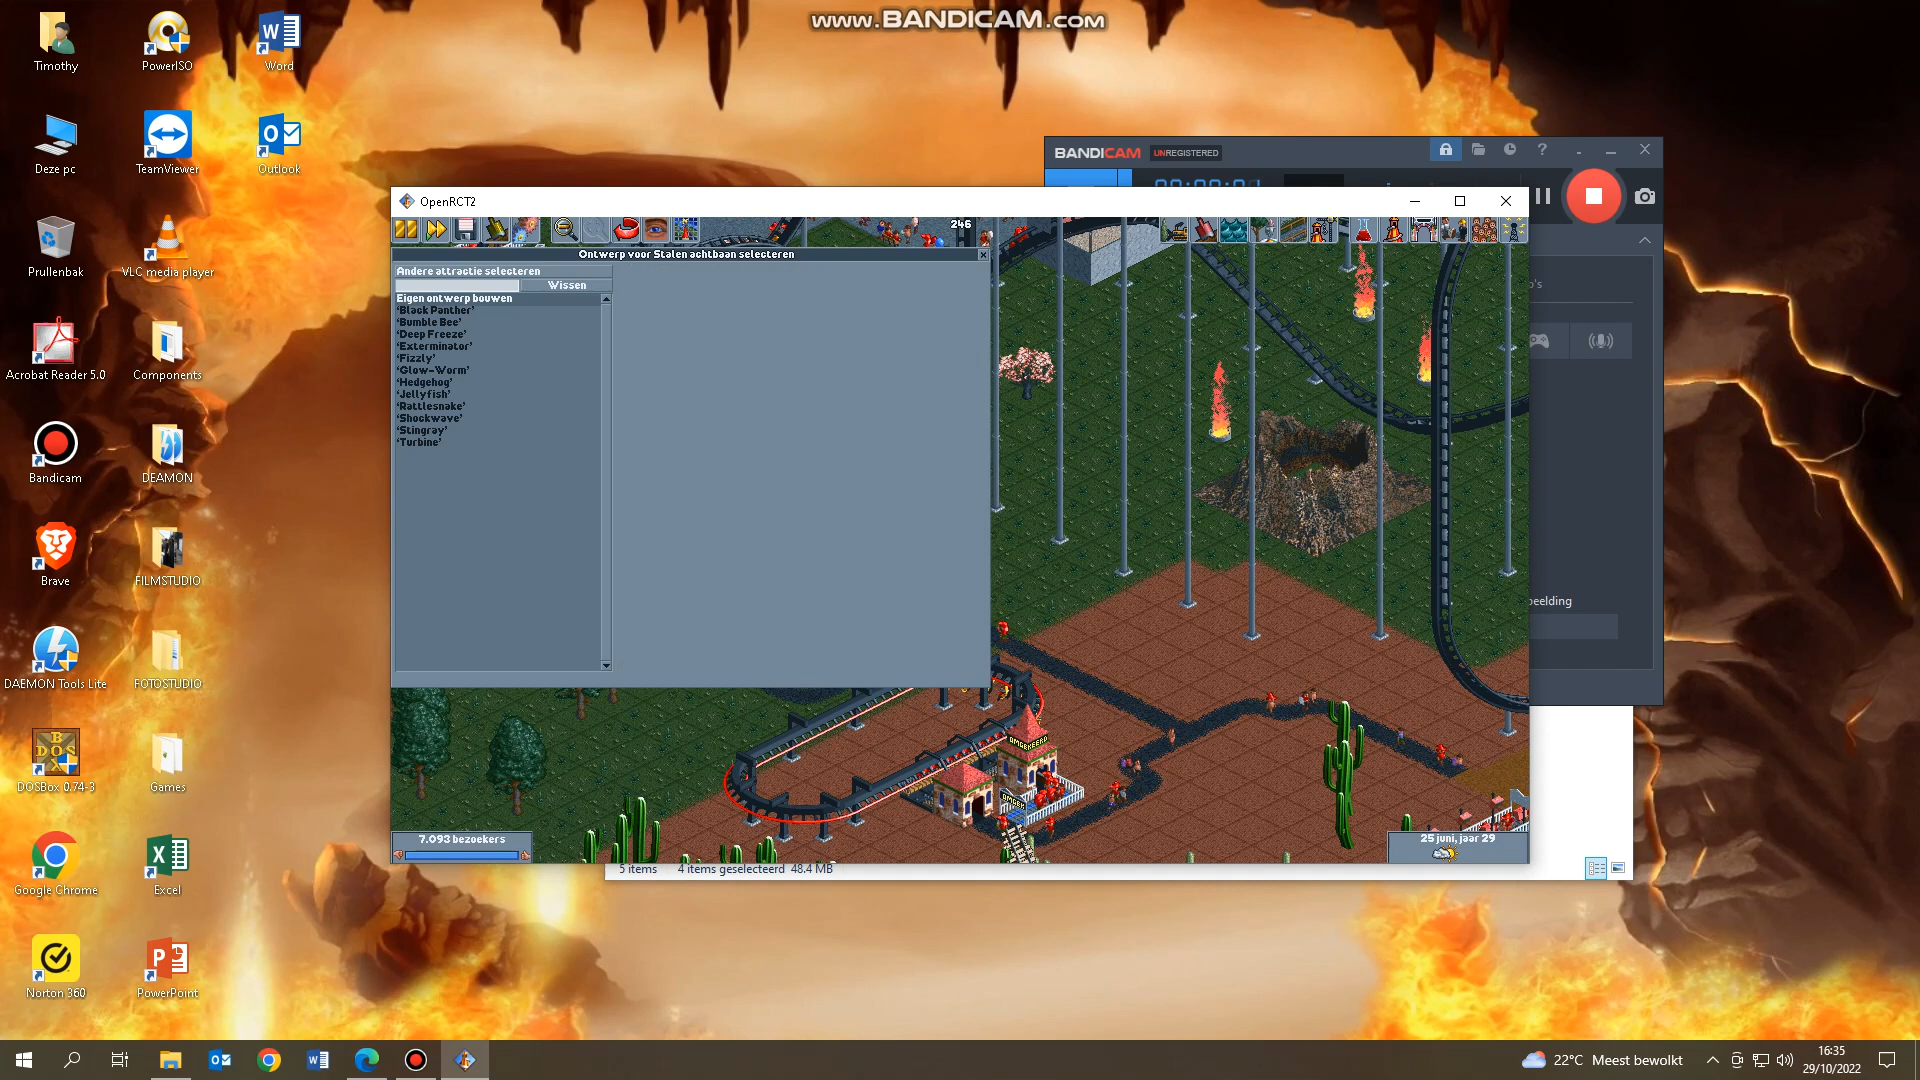 www.BANDICAM.com
Timothy
PowerISO
Word
Deze pc
TeamViewer
Outlook
Prullenbak
VLC media player
Acrobat Reader 5.0
Components
Bandicam
DEAMON
Brave
FILMSTUDIO
DAEMON Tools Lite
FOTOSTUDIO
DOSBox 0.74-3
Games
Google Chrome
Excel
Norton 360
PowerPoint
BANDICAM UNREGISTERED
OpenRCT2
246
Ontwerp voor Stalen achtbaan selecteren
Andere attractie selecteren
Wissen
Eigen ontwerp bouwen
'Black Panther'
'Bumble Bee'
'Deep Freeze'
'Exterminator'
'Fizzly'
'Glow-Worm'
'Hedgehog'
'Jellyfish'
'Rattlesnake'
'Shockwave'
'Stingray'
'Turbine'
OMGEKEERD
OMGEK
7.093 bezoekers
25 juni, jaar 29
beelding
5 items 4 items geselecteerd 48.4 MB
22°C Meest bewolkt
16:35
29/10/2022